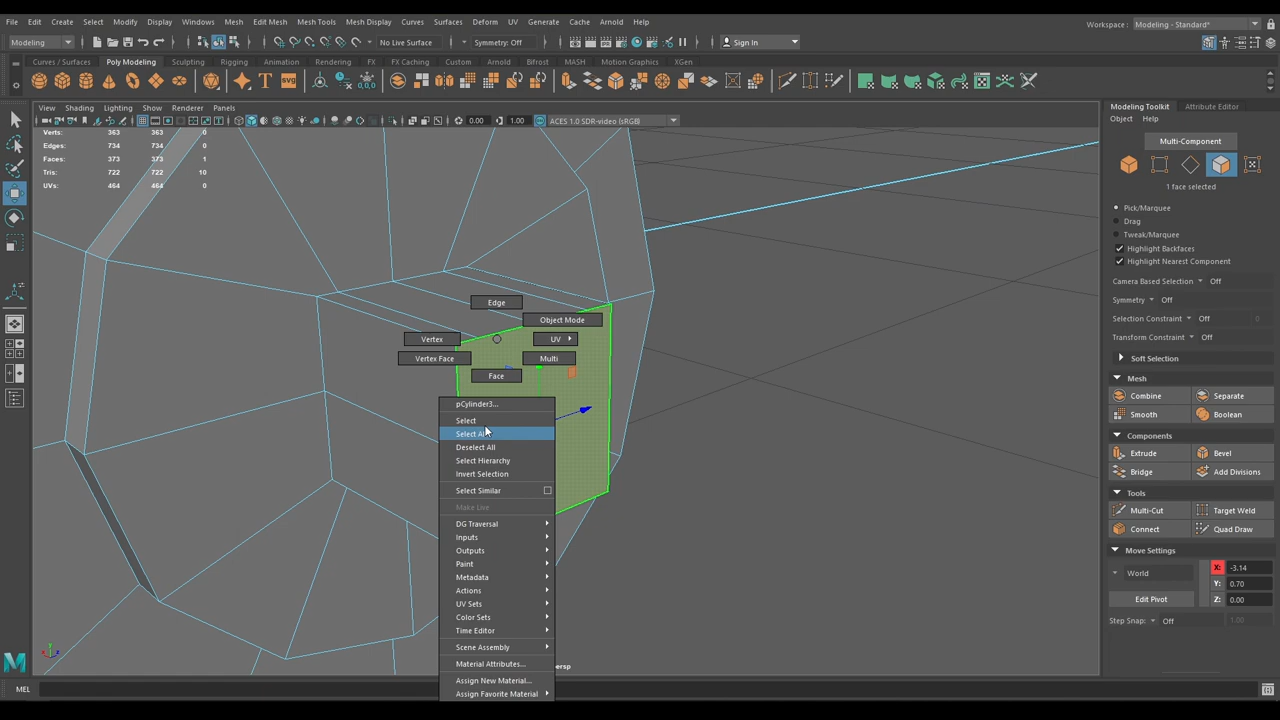 File Edit Create Select Modify Display Windows Mesh Edit Mesh Mesh Tools Mesh Display Curves Surfaces Deform UV Generate Cache Arnold Help
Workspace : Modeling - Standard*
Modeling No Live Surface Symmetry: Off Sign In
Curves / Surfaces Poly Modeling Sculpting Rigging Animation Rendering FX FX Caching Custom Arnold Bifrost MASH Motion Graphics XGen
SVG
View Shading Lighting Show Renderer Panels
0.00 1.00 ACES 1.0 SDR-video (sRGB)
Verts: 363 363 0
Edges: 734 734 0
Faces: 373 373 1
Tris: 722 722 10
UVs: 464 464 0
Edge
Object Mode
Vertex UV
Vertex Face Multi
Face
pCylinder3...
Select
Select All
Deselect All
Select Hierarchy
Invert Selection
Select Similar
Make Live
DG Traversal
Inputs
Outputs
Paint
Metadata
Actions
UV Sets
Color Sets
Time Editor
Scene Assembly
Material Attributes...
Assign New Material...
Assign Favorite Material
persp
Modeling Toolkit Attribute Editor
Object Help
Multi-Component
1 face selected
Pick/Marquee
Drag
Tweak/Marquee
Highlight Backfaces
Highlight Nearest Component
Camera Based Selection Off
Symmetry Off
Selection Constraint Off 0
Transform Constraint Off
Soft Selection
Mesh
Combine Separate
Smooth Boolean
Components
Extrude Bevel
Bridge Add Divisions
Tools
Multi-Cut Target Weld
Connect Quad Draw
Move Settings
World X: -3.14
Y: 0.70
Edit Pivot Z: 0.00
Step Snap: Off 1.00
MEL